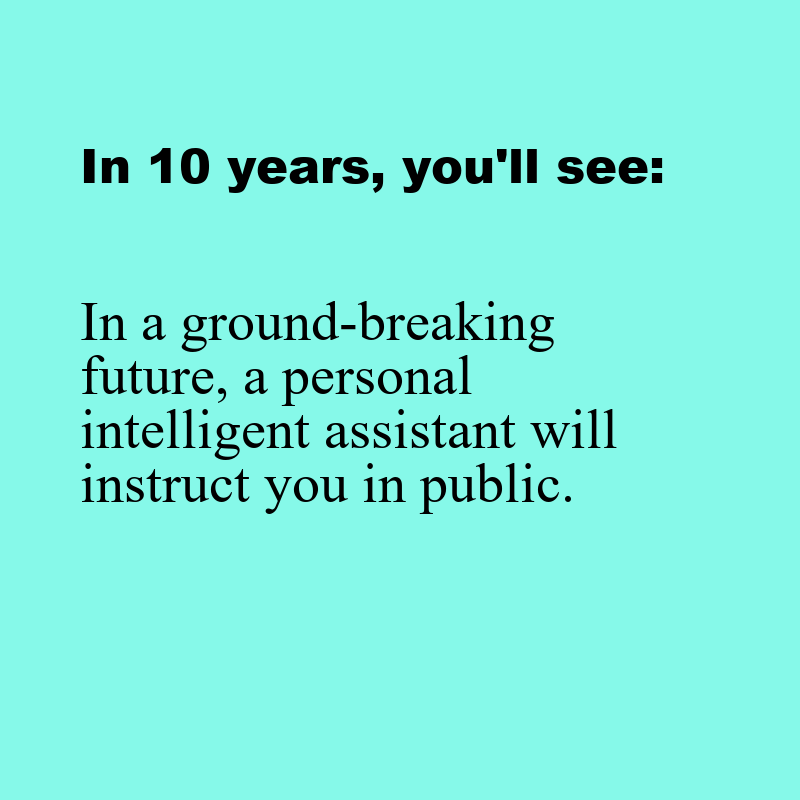 In 10 years, you'll see:
In a ground-breaking
future, a personal
intelligent assistant will
instruct you in public.